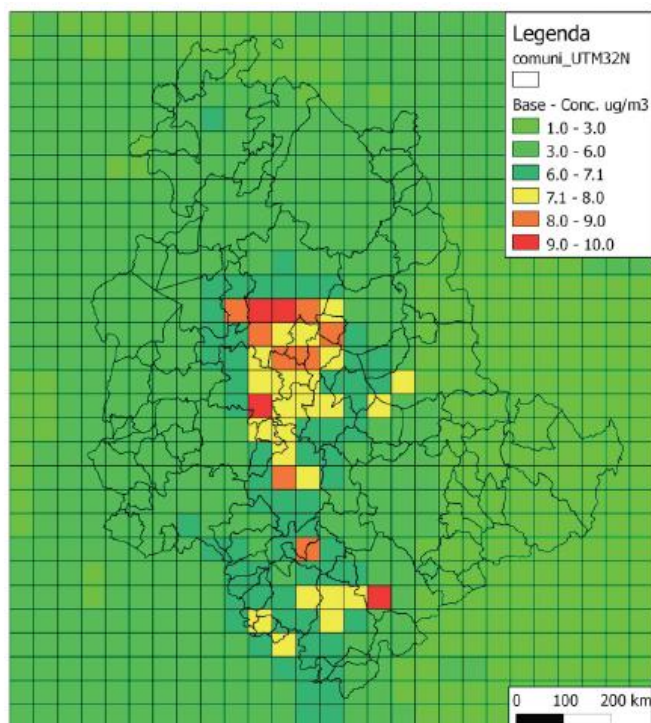 Legenda
comuni_UTM32N
Base - Conc. ug/m3
1.0 - 3.0
3.0 - 6.0
6.0 - 7.1
7.1 - 8.0
8.0 - 9.0
9.0 - 10.0
0 100 200 km